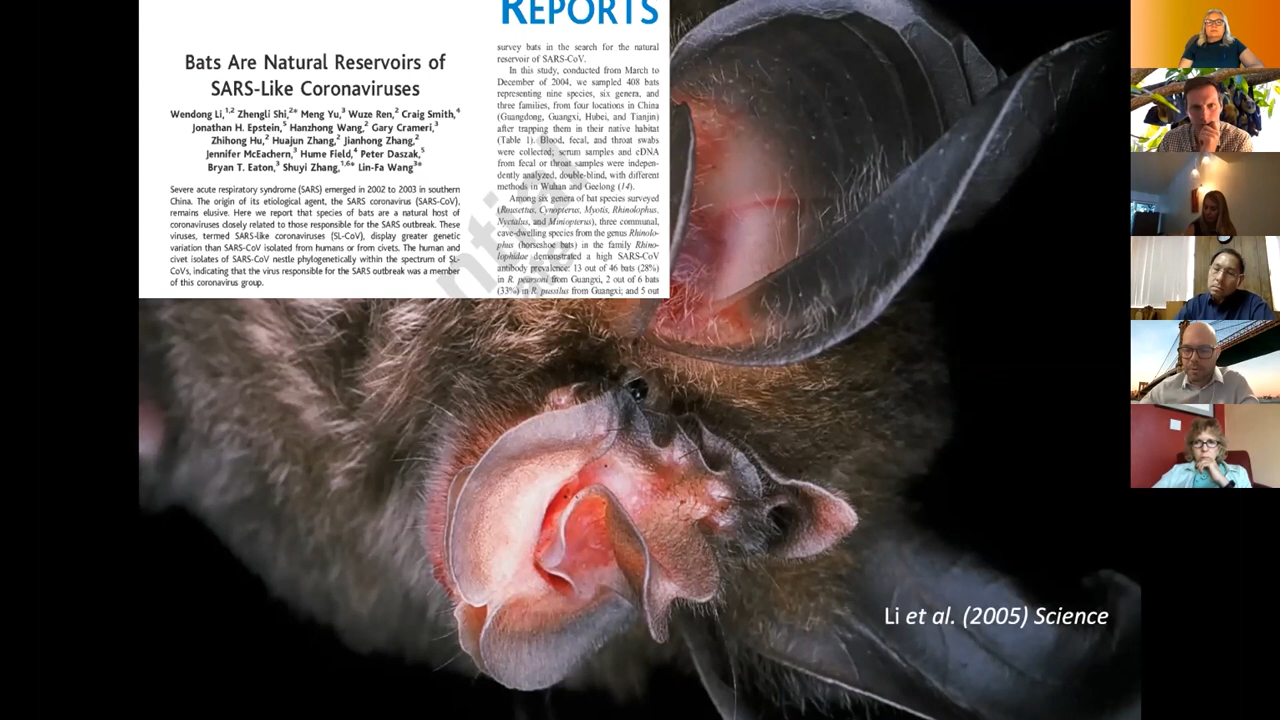 REPORTS
Bats Are Natural Reservoirs of
SARS-Like Coronaviruses
Wendong Li,1,2 Zhengli Shi,2* Meng Yu,3 Wuze Ren,2 Craig Smith,4
Jonathan H. Epstein,5 Hanzhong Wang,2 Gary Crameri,3
Zhihong Hu,2 Huajun Zhang,2 Jianhong Zhang,2
Jennifer McEachern,3 Hume Field,4 Peter Daszak,5
Bryan T. Eaton,3 Shuyi Zhang,1,6* Lin-Fa Wang3*
Severe acute respiratory syndrome (SARS) emerged in 2002 to 2003 in southern
China. The origin of its etiological agent, the SARS coronavirus (SARS-CoV),
remains elusive. Here we report that species of bats are a natural host of
coronaviruses closely related to those responsible for the SARS outbreak. These
viruses, termed SARS-like coronaviruses (SL-CoV), display greater genetic
variation than SARS-CoV isolated from humans or from civets. The human and
civet isolates of SARS-CoV nestle phylogenetically within the spectrum of SL-
CoVs, indicating that the virus responsible for the SARS outbreak was a member
of this coronavirus group.
survey bats in the search for the natural
reservoir of SARS-CoV.
In this study, conducted from March to
December of 2004, we sampled 408 bats
representing nine species, six genera, and
three families, from four locations in China
(Guangdong, Guangxi, Hubei, and Tianjin)
after trapping them in their native habitat
(Table 1). Blood, fecal, and throat swabs
were collected; serum samples and cDNA
from fecal or throat samples were indepen-
dently analyzed, double-blind, with different
methods in Wuhan and Geelong (14).
Among six genera of bat species surveyed
(Rousettus, Cynopterus, Myotis, Rhinolophus,
Nyctalus, and Miniopterus), three communal,
cave-dwelling species from the genus Rhinolo-
phus (horseshoe bats) in the family Rhino-
lophidae demonstrated a high SARS-CoV
antibody prevalence: 13 out of 46 bats (28%)
in R. pearsoni from Guangxi, 2 out of 6 bats
(33%) in R. pussilus from Guangxi; and 5 out
Li et al. (2005) Science